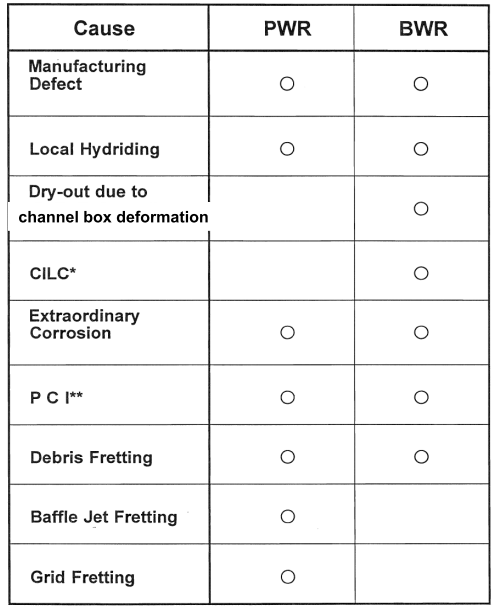 Cause PWR BWR
Manufacturing
Defect ○ ○
Local Hydriding ○ ○
Dry-out due to
channel box deformation ○
CILC* ○
Extraordinary
Corrosion ○ ○
P C I** ○ ○
Debris Fretting ○ ○
Baffle Jet Fretting ○
Grid Fretting ○